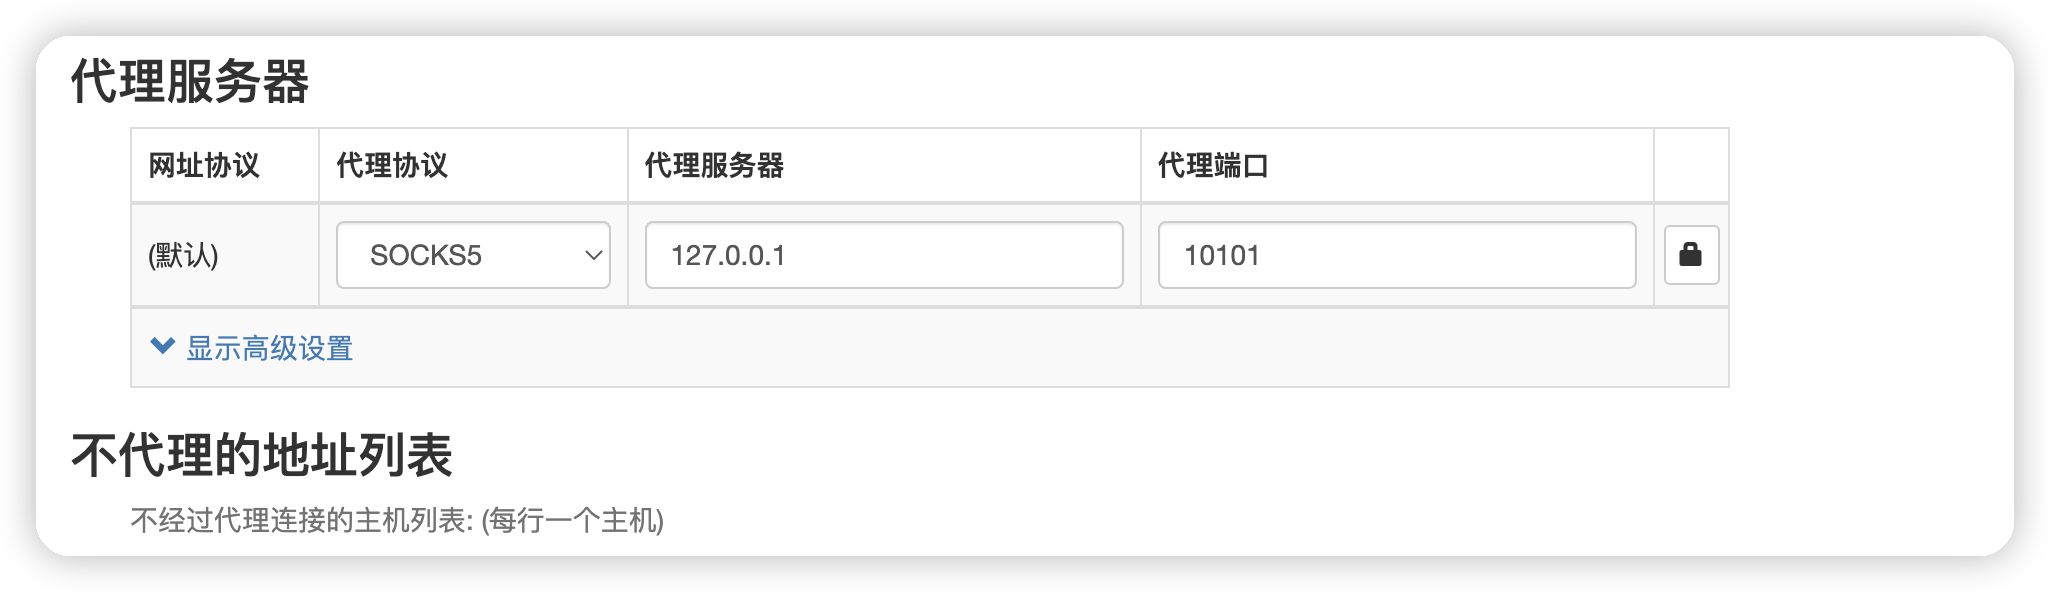 代理服务器
网址协议 代理协议 代理服务器 代理端口
(默认) SOCKS5 127.0.0.1 10101
显示高级设置
不代理的地址列表
不经过代理连接的主机列表: (每行一个主机)